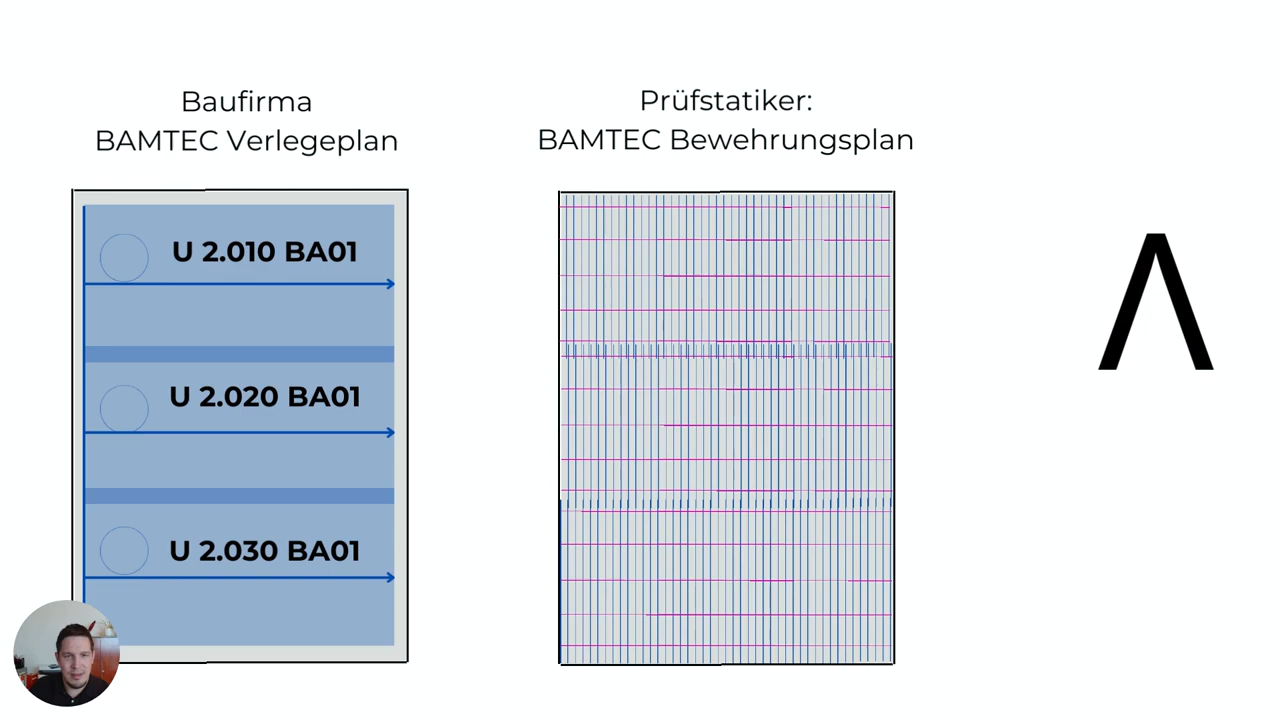 Baufirma
BAMTEC Verlegeplan
U 2.010 BA01
U 2.020 BA01
U 2.030 BA01
Prüfstatiker:
BAMTEC Bewehrungsplan
Λ